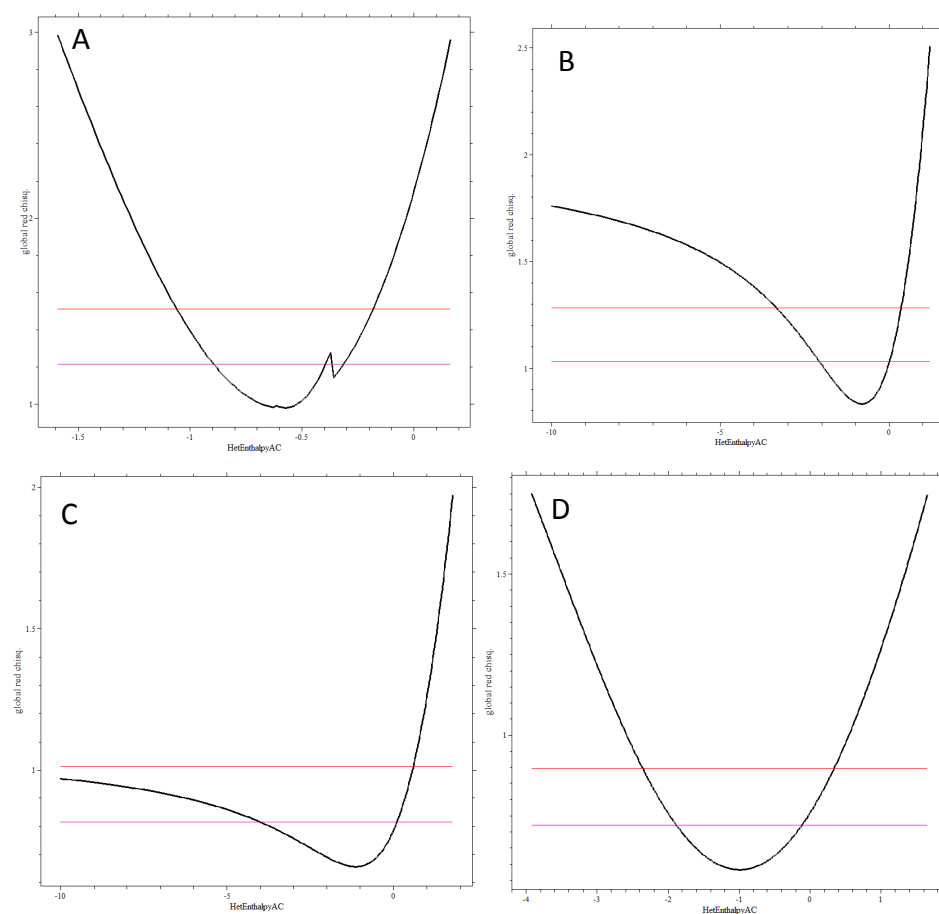 A
3
2
1
global red chisq.
-1.5
-1
-0.5
0
HetEnthalpyAC
B
2.5
2
1.5
1
global red chisq.
-10
-5
0
HetEnthalpyAC
C
2
1.5
1
global red chisq.
-10
-5
0
HetEnthalpyAC
D
1.5
1
global red chisq.
-4
-3
-2
-1
0
1
HetEnthalpyAC